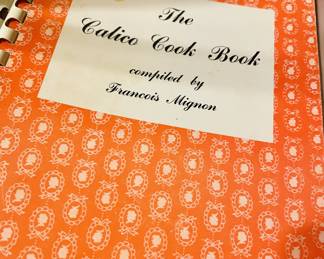 The
Calico Cook Book
compiled by
Francois Mignon